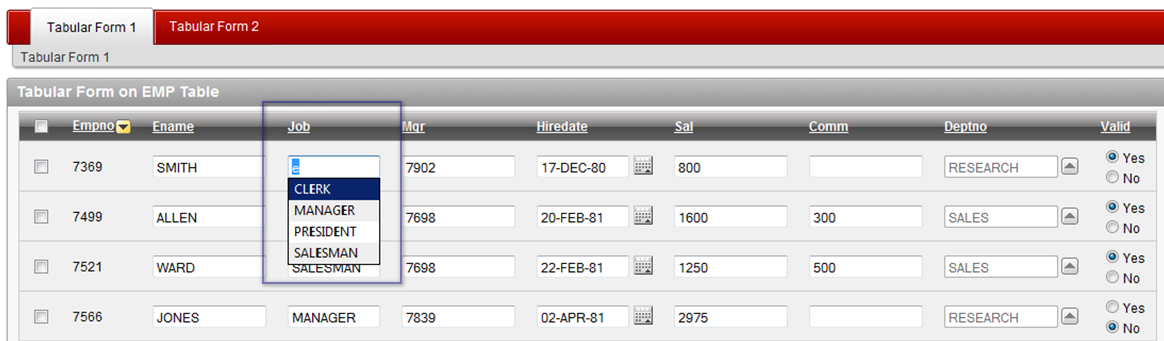 Tabular Form 1 Tabular Form 2
Tabular Form 1
Tabular Form on EMP Table
Empno Ename Job Mgr Hiredate Sal Comm Deptno Valid
7369 SMITH e 7902 17-DEC-80 800 RESEARCH Yes
No
CLERK
MANAGER
7499 ALLEN 7698 20-FEB-81 1600 300 SALES Yes
No
PRESIDENT
SALESMAN
7521 WARD SALESMAN 7698 22-FEB-81 1250 500 SALES Yes
No
7566 JONES MANAGER 7839 02-APR-81 2975 RESEARCH Yes
No